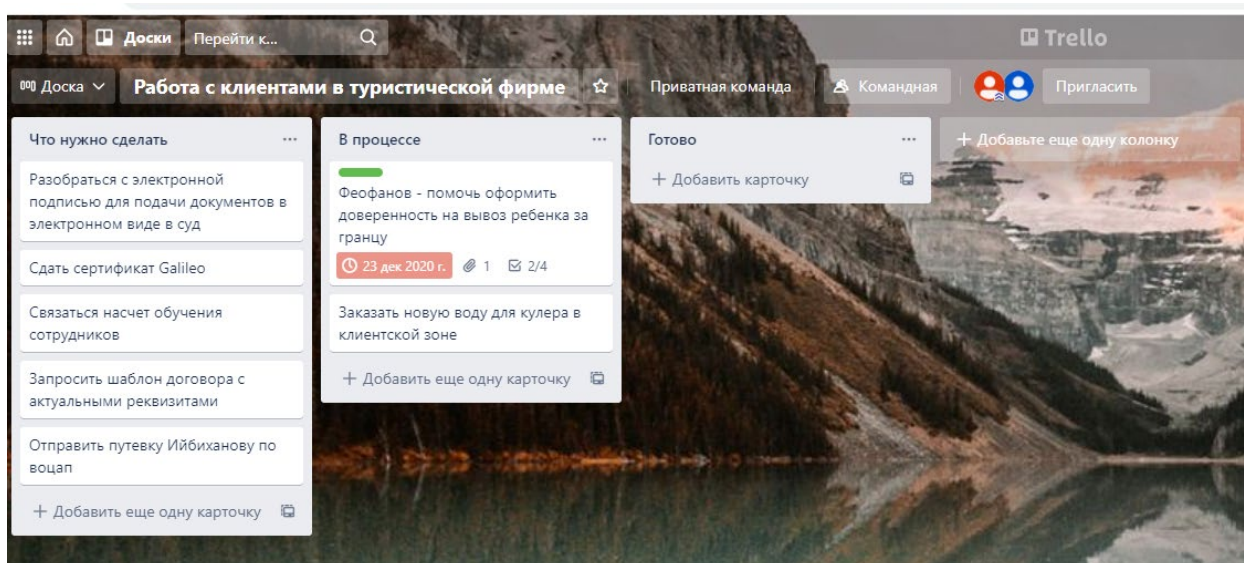 Доски
Перейти к...
Trello
Доска
Работа с клиентами в туристической фирме
Приватная команда
Командная
Пригласить
Что нужно сделать
Разобраться с электронной
подписью для подачи документов в
электронном виде в суд
Сдать сертификат Galileo
Связаться насчет обучения
сотрудников
Запросить шаблон договора с
актуальными реквизитами
Отправить путевку Ийбиханову по
воцап
+ Добавить еще одну карточку
В процессе
Феофанов - помочь оформить
доверенность на вывоз ребенка за
гранцу
23 дек 2020 г. 1 2/4
Заказать новую воду для кулера в
клиентской зоне
+ Добавить еще одну карточку
Готово
+ Добавить карточку
+ Добавьте еще одну колонку